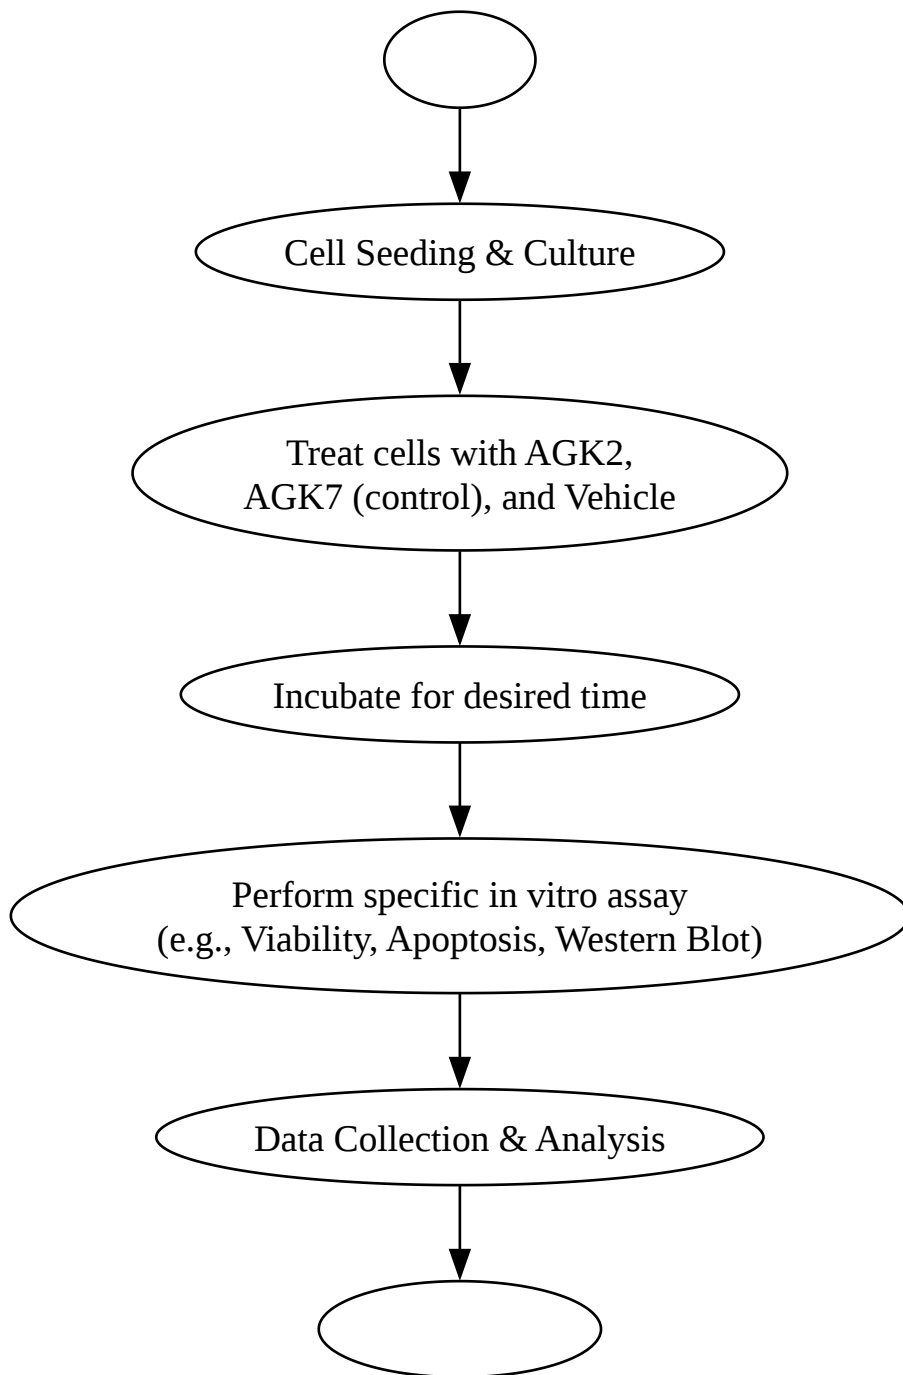 Cell Seeding & Culture
Treat cells with AGK2,
AGK7 (control), and Vehicle
Incubate for desired time
Perform specific in vitro assay
(e.g., Viability, Apoptosis, Western Blot)
Data Collection & Analysis